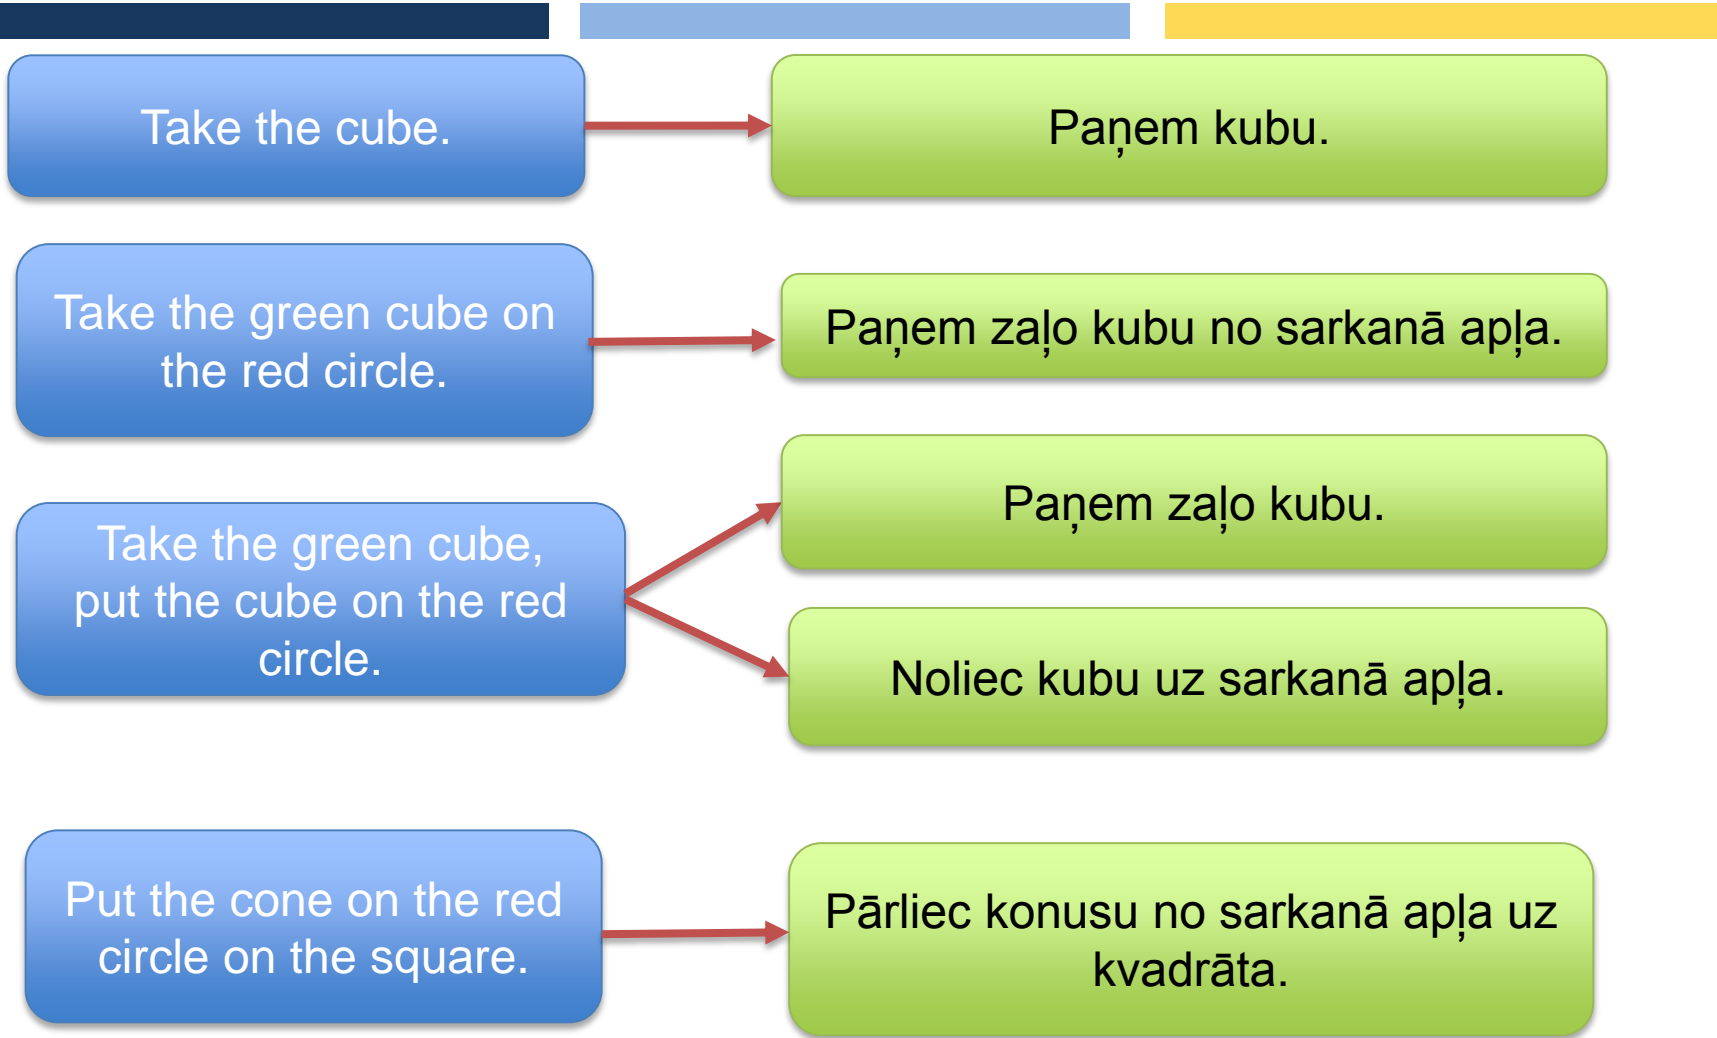 Take the cube.
Paņem kubu.
Take the green cube on
the red circle.
Paņem zaļo kubu no sarkanā apļa.
Take the green cube,
put the cube on the red
circle.
Paņem zaļo kubu.
Noliec kubu uz sarkanā apļa.
Put the cone on the red
circle on the square.
Pārliec konusu no sarkanā apļa uz
kvadrāta.